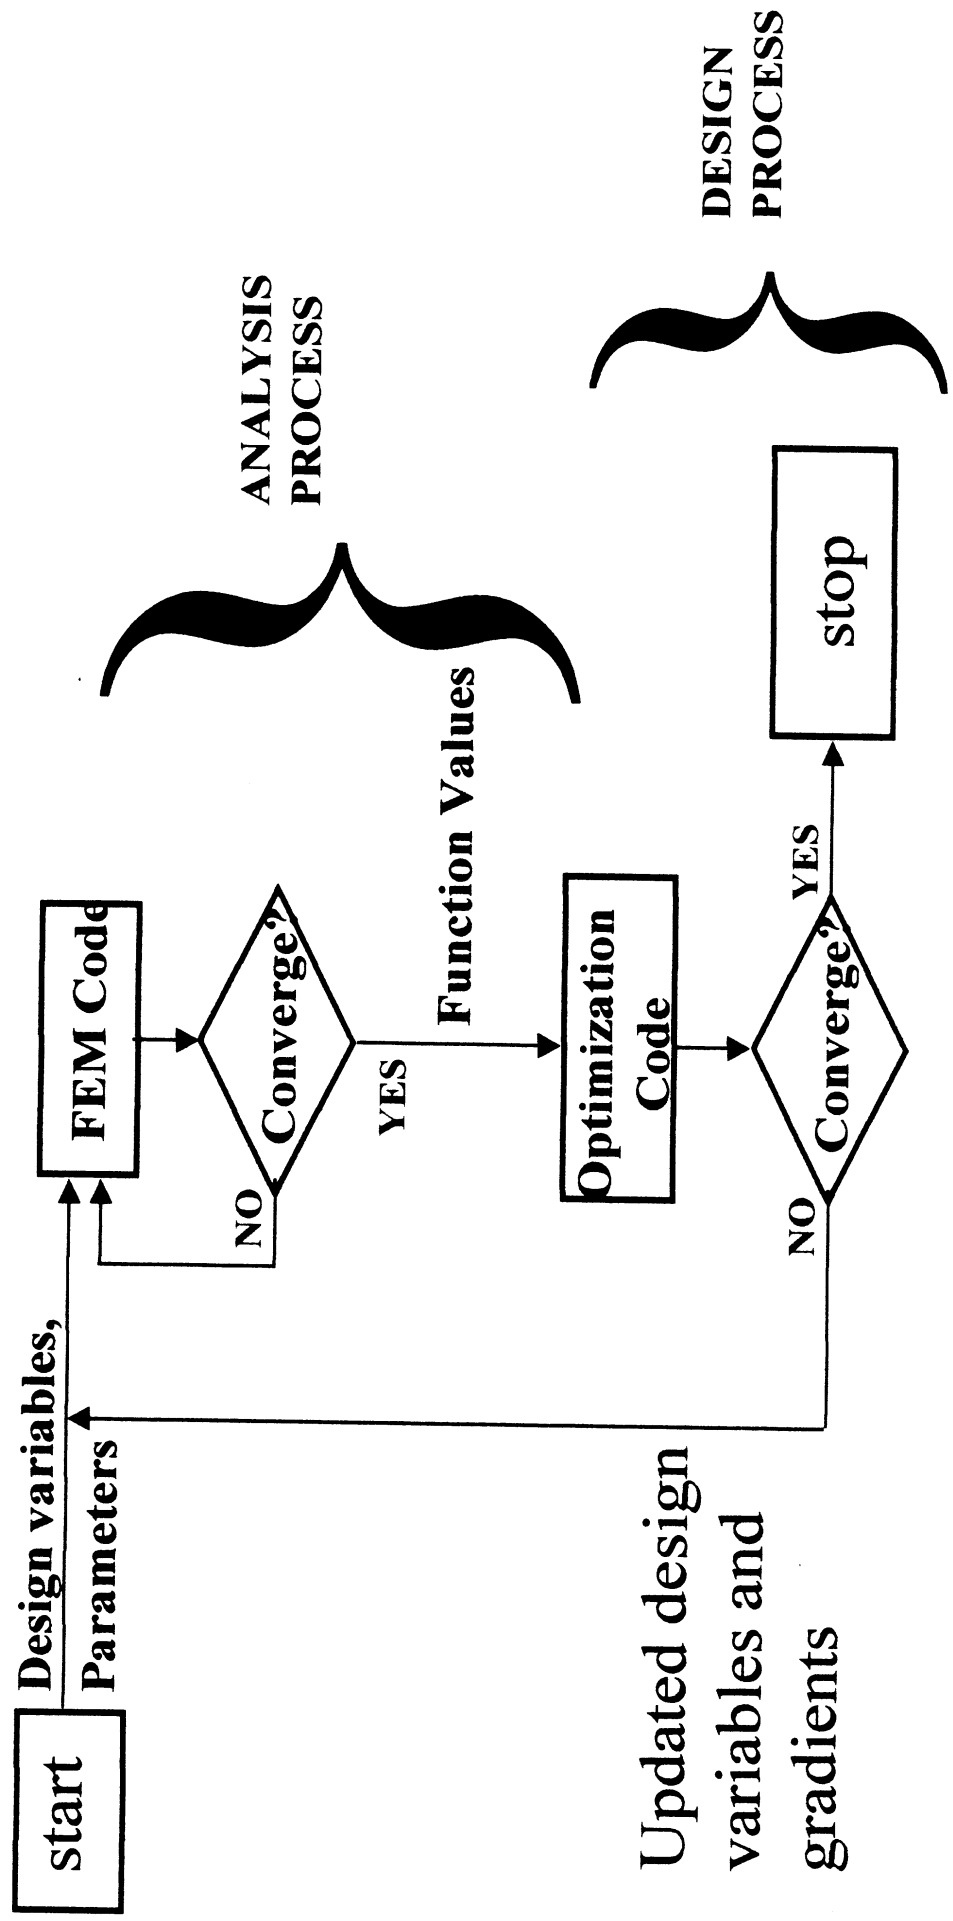 start
Design variables,
Parameters
FEM Code
NO
Converge?
YES
Function Values
ANALYSIS
PROCESS
Optimization
Code
NO
Converge?
YES
stop
Updated design
variables and
gradients
DESIGN
PROCESS